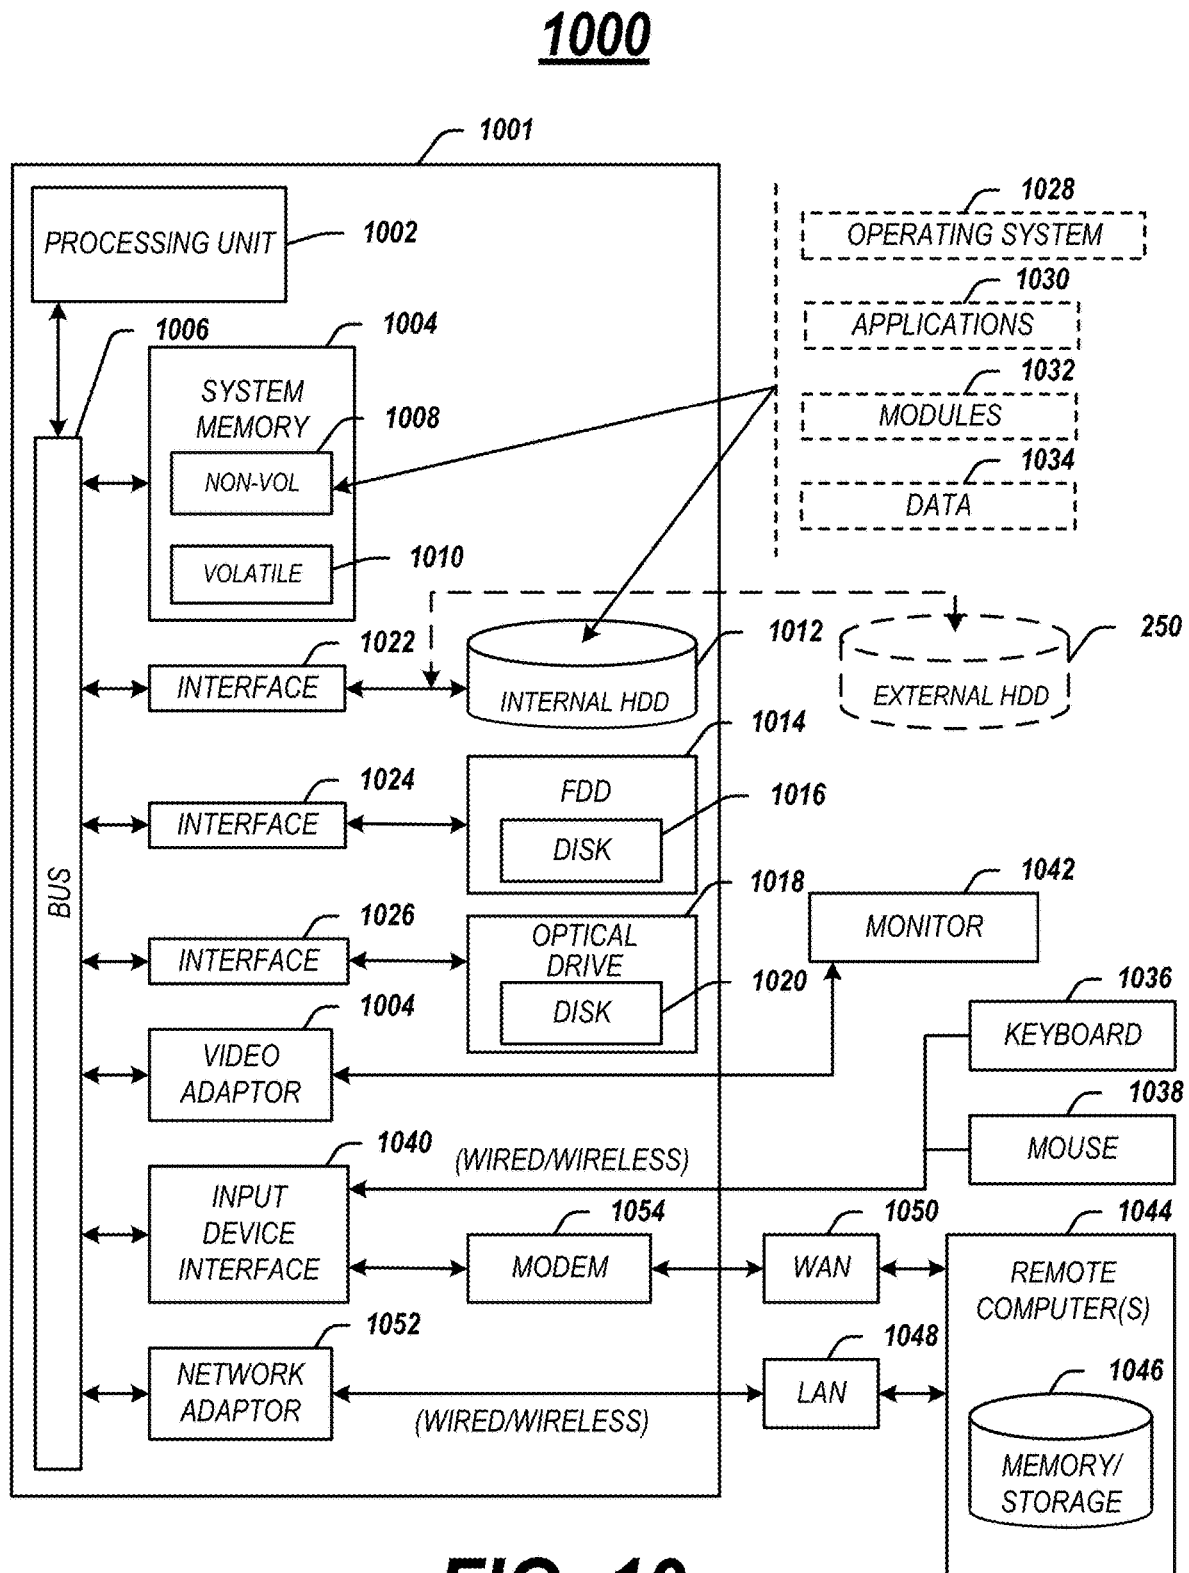 1000
1001
PROCESSING UNIT
1002
1028
OPERATING SYSTEM
1030
APPLICATIONS
1032
MODULES
1034
DATA
1006
1004
SYSTEM
MEMORY
1008
NON-VOL
1010
VOLATILE
BUS
1022
INTERFACE
1012
INTERNAL HDD
250
EXTERNAL HDD
1024
INTERFACE
1014
FDD
1016
DISK
1026
INTERFACE
1018
OPTICAL
DRIVE
1020
DISK
1042
MONITOR
1004
VIDEO
ADAPTOR
1036
KEYBOARD
1038
MOUSE
1040
INPUT
DEVICE
INTERFACE
(WIRED/WIRELESS)
1054
MODEM
1050
WAN
1044
REMOTE
COMPUTER(S)
1052
NETWORK
ADAPTOR
(WIRED/WIRELESS)
1048
LAN
1046
MEMORY/
STORAGE